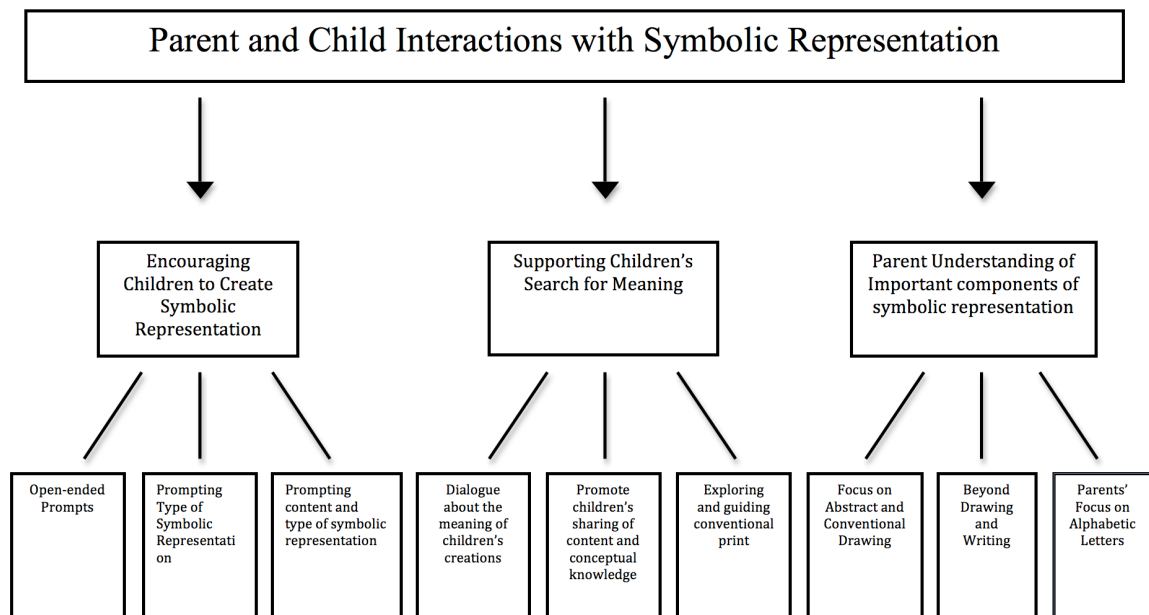 Parent and Child Interactions with Symbolic Representation
Encouraging
Children to Create
Symbolic
Representation
Supporting Children’s
Search for Meaning
Parent Understanding of
Important components of
symbolic representation
Open-ended
Prompts
Prompting
Type of
Symbolic
Representati
on
Prompting
content and
type of symbolic
representation
Dialogue
about the
meaning of
children’s
creations
Promote
children’s
sharing of
content and
conceptual
knowledge
Exploring
and guiding
conventional
print
Focus on
Abstract and
Conventional
Drawing
Beyond
Drawing
and
Writing
Parents’
Focus on
Alphabetic
Letters